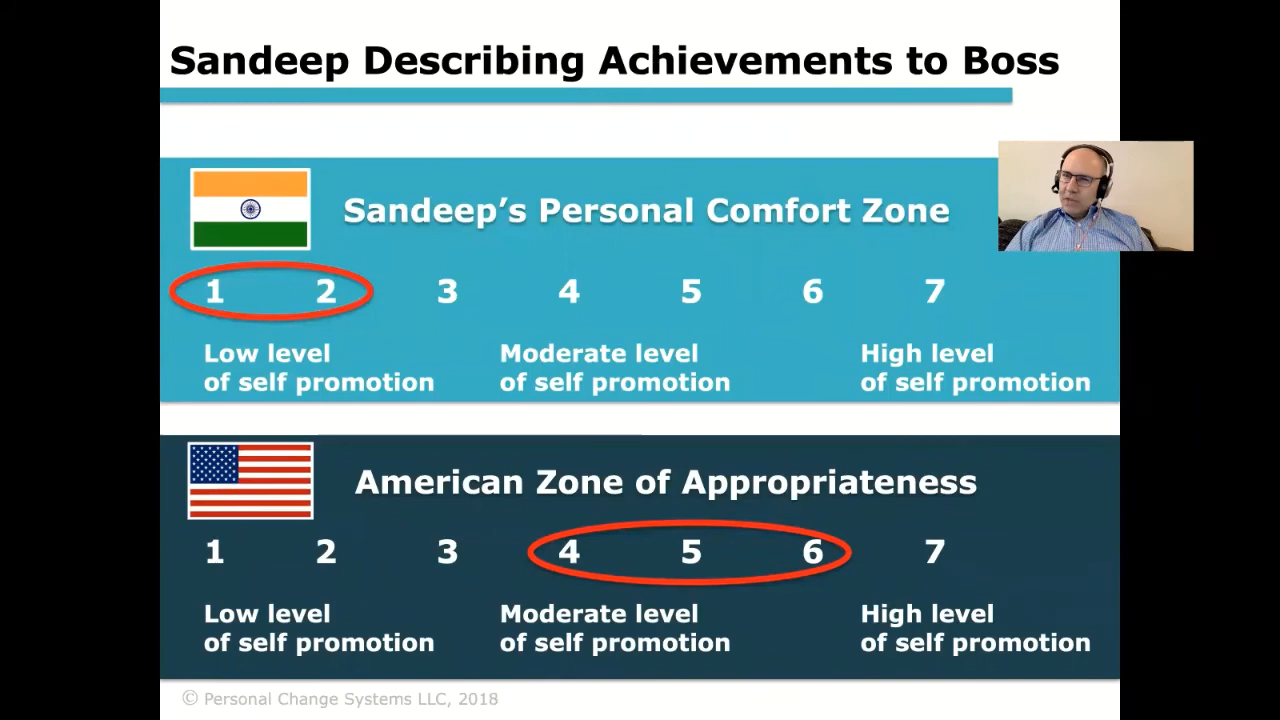 Sandeep Describing Achievements to Boss
Sandeep’s Personal Comfort Zone
1 2 3 4 5 6 7
Low level
of self promotion
Moderate level
of self promotion
High level
of self promotion
American Zone of Appropriateness
1 2 3 4 5 6 7
Low level
of self promotion
Moderate level
of self promotion
High level
of self promotion
© Personal Change Systems LLC, 2018